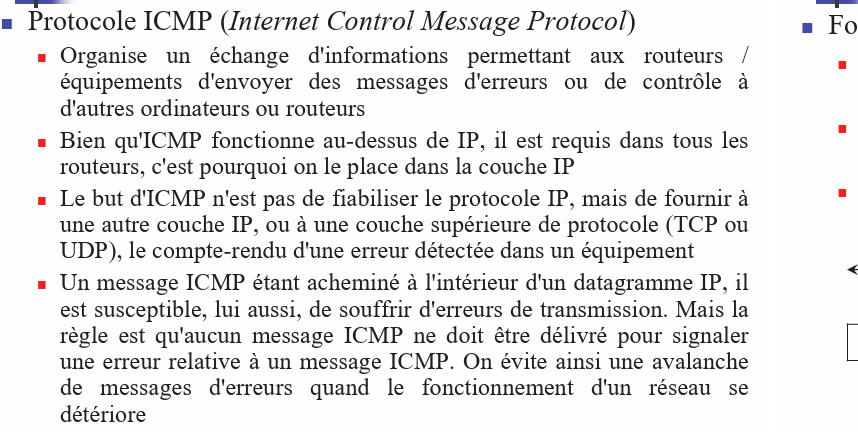 Protocole ICMP (Internet Control Message Protocol)
Organise un échange d'informations permettant aux routeurs /
équipements d'envoyer des messages d'erreurs ou de contrôle à
d'autres ordinateurs ou routeurs
Bien qu'ICMP fonctionne au-dessus de IP, il est requis dans tous les
routeurs, c'est pourquoi on le place dans la couche IP
Le but d'ICMP n'est pas de fiabiliser le protocole IP, mais de fournir à
une autre couche IP, ou à une couche supérieure de protocole (TCP ou
UDP), le compte-rendu d'une erreur détectée dans un équipement
Un message ICMP étant acheminé à l'intérieur d'un datagramme IP, il
est susceptible, lui aussi, de souffrir d'erreurs de transmission. Mais la
règle est qu'aucun message ICMP ne doit être délivré pour signaler
une erreur relative à un message ICMP. On évite ainsi une avalanche
de messages d'erreurs quand le fonctionnement d'un réseau se
détériore
Fo